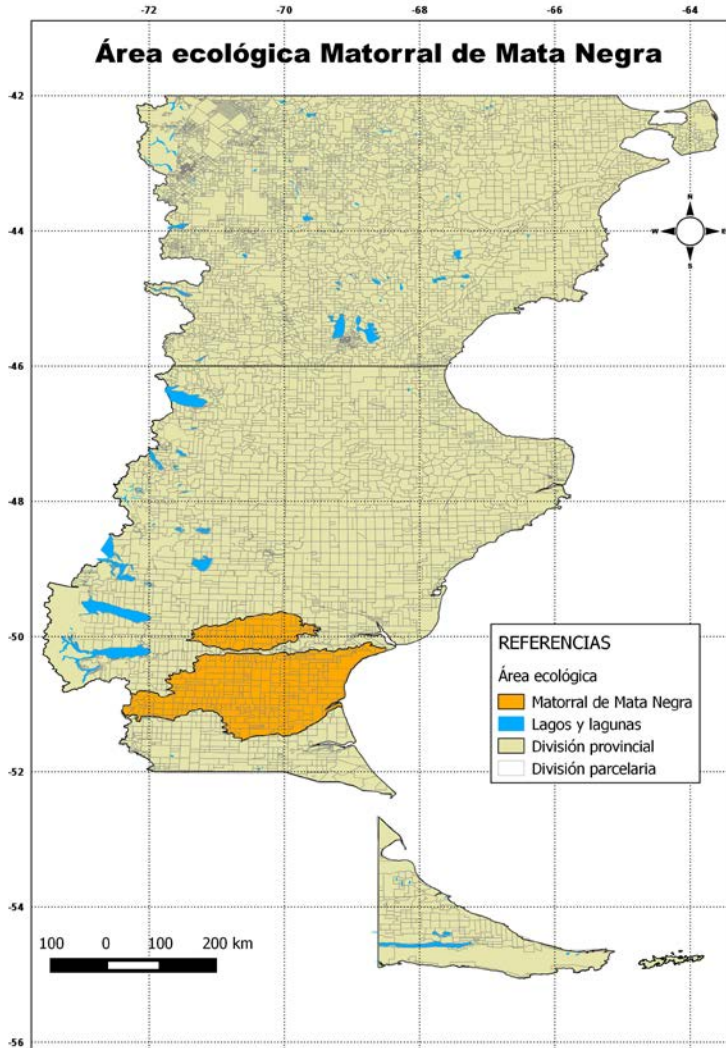 -72 -70 -68 -66 -64
Área ecológica Matorral de Mata Negra
-42
N
-44
W E
S
-46
-48
-50
REFERENCIAS
Área ecológica
Matorral de Mata Negra
Lagos y lagunas
División provincial
División parcelaria
-52
-54
100 0 100 200 km
-56